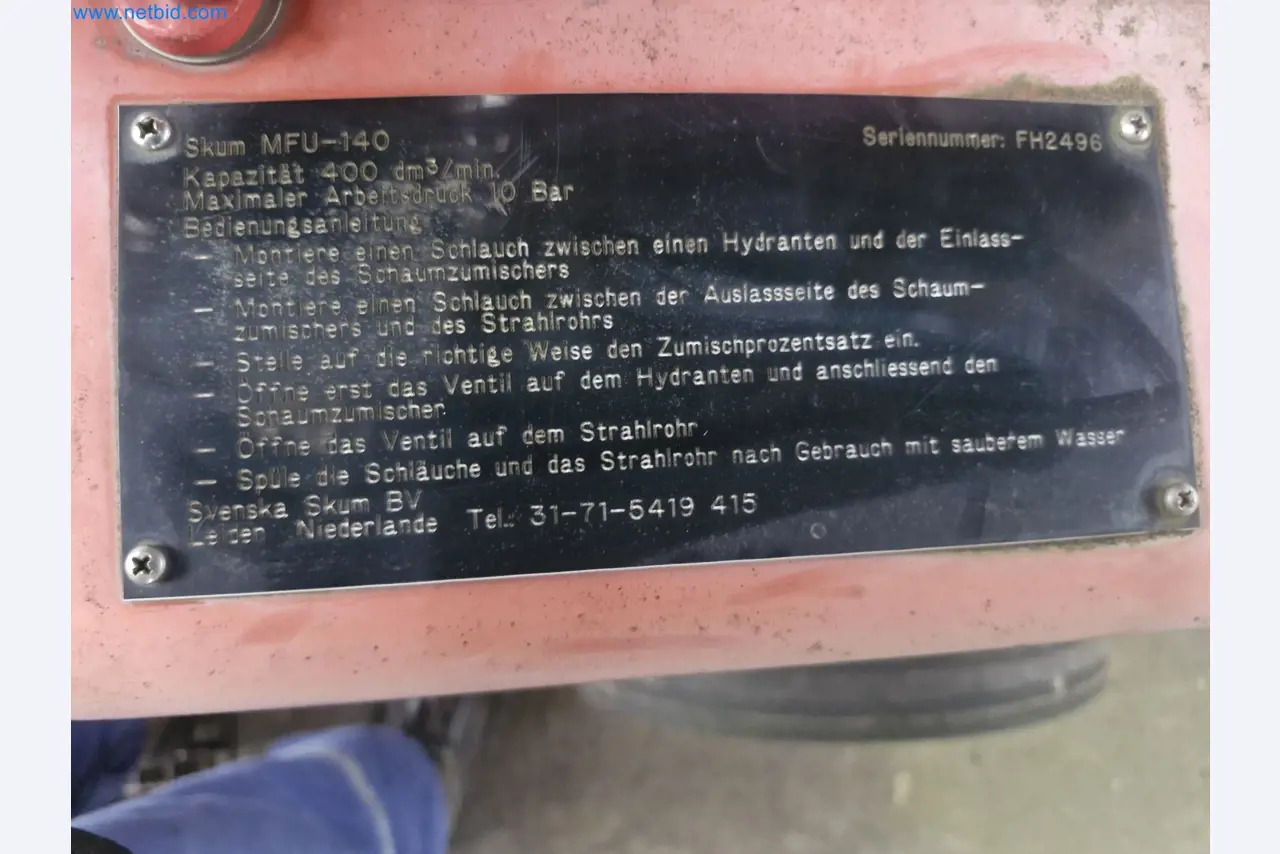 www.netbid.com
Skum MFU-140
Seriennummer: FH2496
Kapazität 400 dm³/min.
Maximaler Arbeitsdruck 10 Bar
Bedienungsanleitung
- Montiere einen Schlauch zwischen einen Hydranten und der Einlass-
seite des Schaumzumischers
- Montiere einen Schlauch zwischen der Auslassseite des Schaum-
zumischers und des Strahlrohrs
- Stelle auf die richtige Weise den Zumischprozentsatz ein.
- Öffne erst das Ventil auf dem Hydranten und anschliessend den
Schaumzumischer
- Öffne das Ventil auf dem Strahlrohr.
- Spüle die Schläuche und das Strahlrohr nach Gebrauch mit sauberem Wasser
Svenska Skum BV
Leiden Niederlande Tel.: 31-71-5419 415